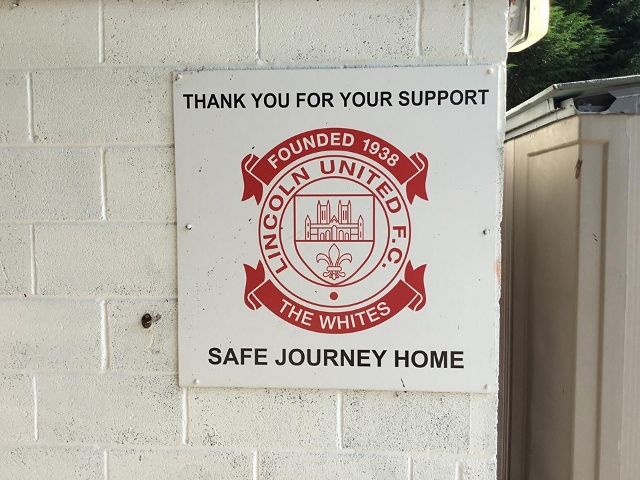 THANK YOU FOR YOUR SUPPORT
FOUNDED 1938
LINCOLN UNITED F.C.
THE WHITES
SAFE JOURNEY HOME